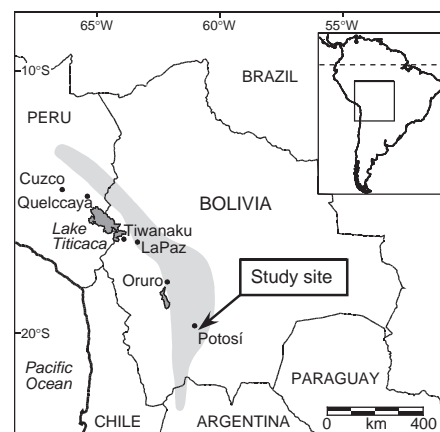 65°W
60°W
55°W
10°S
BRAZIL
PERU
Cuzco
Quelccaya
BOLIVIA
Lake
Titicaca
Tiwanaku
LaPaz
Oruro
Study site
20°S
Potosí
Pacific
Ocean
PARAGUAY
CHILE
ARGENTINA
0 km 400